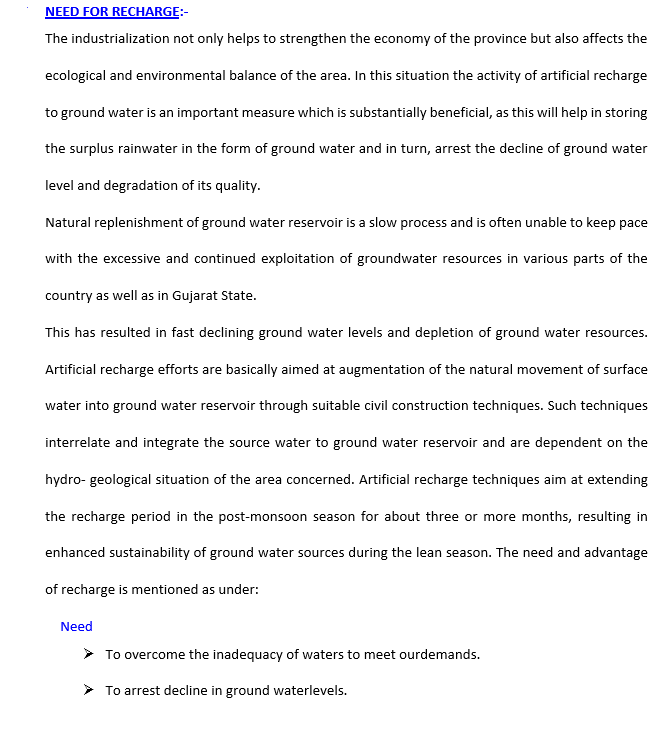 NEED FOR RECHARGE:-
The industrialization not only helps to strengthen the economy of the province but also affects the
ecological and environmental balance of the area. In this situation the activity of artificial recharge
to ground water is an important measure which is substantially beneficial, as this will help in storing
the surplus rainwater in the form of ground water and in turn, arrest the decline of ground water
level and degradation of its quality.
Natural replenishment of ground water reservoir is a slow process and is often unable to keep pace
with the excessive and continued exploitation of groundwater resources in various parts of the
country as well as in Gujarat State.
This has resulted in fast declining ground water levels and depletion of ground water resources.
Artificial recharge efforts are basically aimed at augmentation of the natural movement of surface
water into ground water reservoir through suitable civil construction techniques. Such techniques
interrelate and integrate the source water to ground water reservoir and are dependent on the
hydro- geological situation of the area concerned. Artificial recharge techniques aim at extending
the recharge period in the post-monsoon season for about three or more months, resulting in
enhanced sustainability of ground water sources during the lean season. The need and advantage
of recharge is mentioned as under:
Need
➢ To overcome the inadequacy of waters to meet ourdemands.
➢ To arrest decline in ground waterlevels.